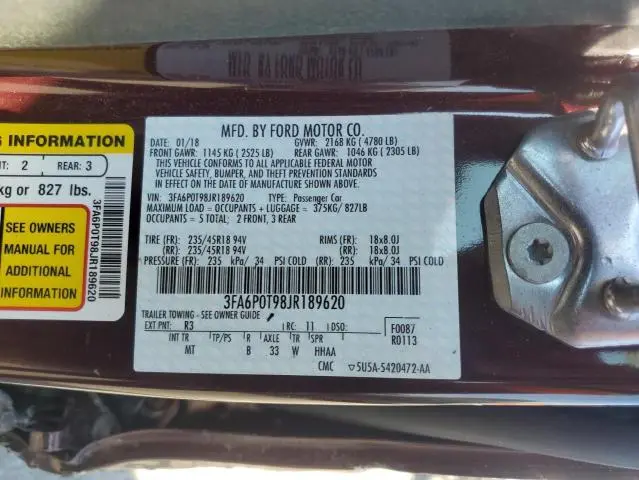 G INFORMATION
NT: 2 REAR: 3
kg or 827 lbs.
SEE OWNERS
MANUAL FOR
ADDITIONAL
INFORMATION
3FA6P0T98JR189620
MFD. BY FORD MOTOR CO.
DATE: 01/18 GVWR: 2168 KG ( 4780 LB)
FRONT GAWR: 1145 KG ( 2525 LB) REAR GAWR: 1046 KG ( 2305 LB)
THIS VEHICLE CONFORMS TO ALL APPLICABLE FEDERAL MOTOR
VEHICLE SAFETY, BUMPER, AND THEFT PREVENTION STANDARDS
IN EFFECT ON THE DATE OF MANUFACTURE SHOWN ABOVE.
VIN: 3FA6P0T98JR189620 TYPE: Passenger Car
MAXIMUM LOAD = OCCUPANTS + LUGGAGE = 375KG/ 827LB
OCCUPANTS = 5 TOTAL: 2 FRONT, 3 REAR
TIRE (FR): 235/45R18 94V RIMS (FR): 18x8.0J
(RR): 235/45R18 94V (RR): 18x8.0J
PRESSURE (FR): 235 kPa/ 34 PSI COLD (RR): 235 kPa/ 34 PSI COLD
3FA6P0T98JR189620
TRAILER TOWING - SEE OWNER GUIDE
EXT PNT: R3 RC: 11 DSO: F0087
INT TR TP/PS R AXLE TR SPR R0113
MT B 33 W HHAA
CMC 5U5A-5420472-AA